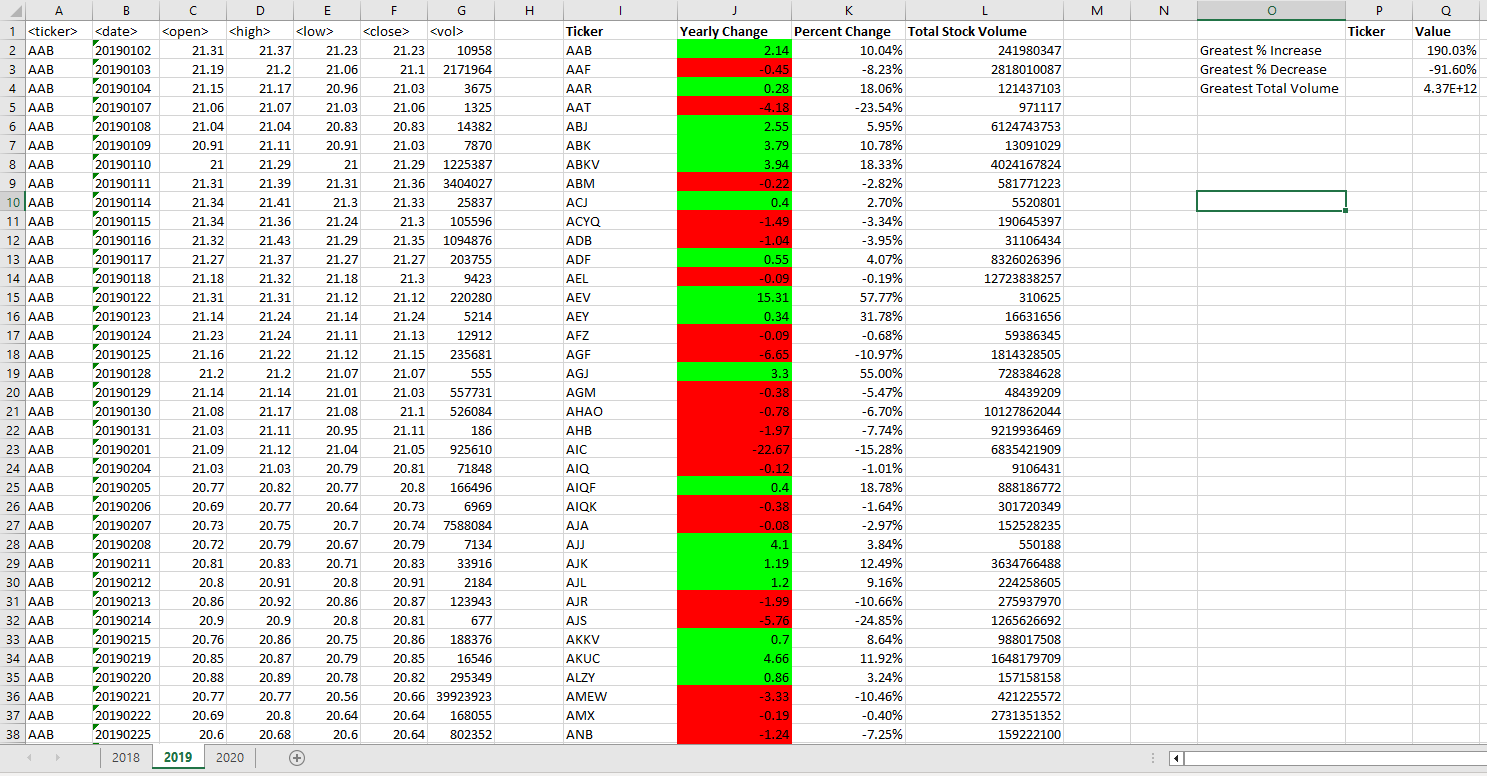 A B C D E F G H I J K L M N O P Q
1 <ticker> <date> <open> <high> <low> <close> <vol> Ticker Yearly Change Percent Change Total Stock Volume Ticker Value
2 AAB 20190102 21.31 21.37 21.23 21.23 10958 AAB 2.14 10.04% 241980347 Greatest % Increase 190.03%
3 AAB 20190103 21.19 21.2 21.06 21.1 2171964 AAF -0.45 -8.23% 2818010087 Greatest % Decrease -91.60%
4 AAB 20190104 21.15 21.17 20.96 21.03 3675 AAR 0.28 18.06% 121437103 Greatest Total Volume 4.37E+12
5 AAB 20190107 21.06 21.07 21.03 21.06 1325 AAT -4.18 -23.54% 971117
6 AAB 20190108 21.04 21.04 20.83 20.83 14382 ABJ 2.55 5.95% 6124743753
7 AAB 20190109 20.91 21.11 20.91 21.03 7870 ABK 3.79 10.78% 13091029
8 AAB 20190110 21 21.29 21 21.29 1225387 ABKV 3.94 18.33% 4024167824
9 AAB 20190111 21.31 21.39 21.31 21.36 3404027 ABM -0.22 -2.82% 581771223
10 AAB 20190114 21.34 21.41 21.3 21.33 25837 ACJ 0.4 2.70% 5520801
11 AAB 20190115 21.34 21.36 21.24 21.3 105596 ACYQ -1.49 -3.34% 190645397
12 AAB 20190116 21.32 21.43 21.29 21.35 1094876 ADB -1.04 -3.95% 31106434
13 AAB 20190117 21.27 21.37 21.27 21.27 203755 ADF 0.55 4.07% 8326026396
14 AAB 20190118 21.18 21.32 21.18 21.3 9423 AEL -0.09 -0.19% 12723838257
15 AAB 20190122 21.31 21.31 21.12 21.12 220280 AEV 15.31 57.77% 310625
16 AAB 20190123 21.14 21.24 21.14 21.24 5214 AEY 0.34 31.78% 16631656
17 AAB 20190124 21.23 21.24 21.11 21.13 12912 AFZ -0.09 -0.68% 59386345
18 AAB 20190125 21.16 21.22 21.12 21.15 235681 AGF -6.65 -10.97% 1814328505
19 AAB 20190128 21.2 21.2 21.07 21.07 555 AGJ 3.3 55.00% 728384628
20 AAB 20190129 21.14 21.14 21.01 21.03 557731 AGM -0.38 -5.47% 48439209
21 AAB 20190130 21.08 21.17 21.08 21.1 526084 AHAO -0.78 -6.70% 10127862044
22 AAB 20190131 21.03 21.11 20.95 21.11 186 AHB -1.97 -7.74% 9219936469
23 AAB 20190201 21.09 21.12 21.04 21.05 925610 AIC -22.67 -15.28% 6835421909
24 AAB 20190204 21.03 21.03 20.79 20.81 71848 AIQ -0.12 -1.01% 9106431
25 AAB 20190205 20.77 20.82 20.77 20.8 166496 AIQF 0.4 18.78% 888186772
26 AAB 20190206 20.69 20.77 20.64 20.73 6969 AIQK -0.38 -1.64% 301720349
27 AAB 20190207 20.73 20.75 20.7 20.74 7588084 AJA -0.08 -2.97% 152528235
28 AAB 20190208 20.72 20.79 20.67 20.79 7134 AJJ 4.1 3.84% 550188
29 AAB 20190211 20.81 20.83 20.71 20.83 33916 AJK 1.19 12.49% 3634766488
30 AAB 20190212 20.8 20.91 20.8 20.91 2184 AJL 1.2 9.16% 224258605
31 AAB 20190213 20.86 20.92 20.86 20.87 123943 AJR -1.99 -10.66% 275937970
32 AAB 20190214 20.9 20.9 20.8 20.81 677 AJS -5.76 -24.85% 1265626692
33 AAB 20190215 20.76 20.86 20.75 20.86 188376 AKKV 0.7 8.64% 988017508
34 AAB 20190219 20.85 20.87 20.79 20.85 16546 AKUC 4.66 11.92% 1648179709
35 AAB 20190220 20.88 20.89 20.78 20.82 295349 ALZY 0.86 3.24% 157158158
36 AAB 20190221 20.77 20.77 20.56 20.66 39923923 AMEW -3.33 -10.46% 421225572
37 AAB 20190222 20.69 20.8 20.64 20.64 168055 AMX -0.19 -0.40% 2731351352
38 AAB 20190225 20.6 20.68 20.6 20.64 802352 ANB -1.24 -7.25% 159222100
2018 2019 2020